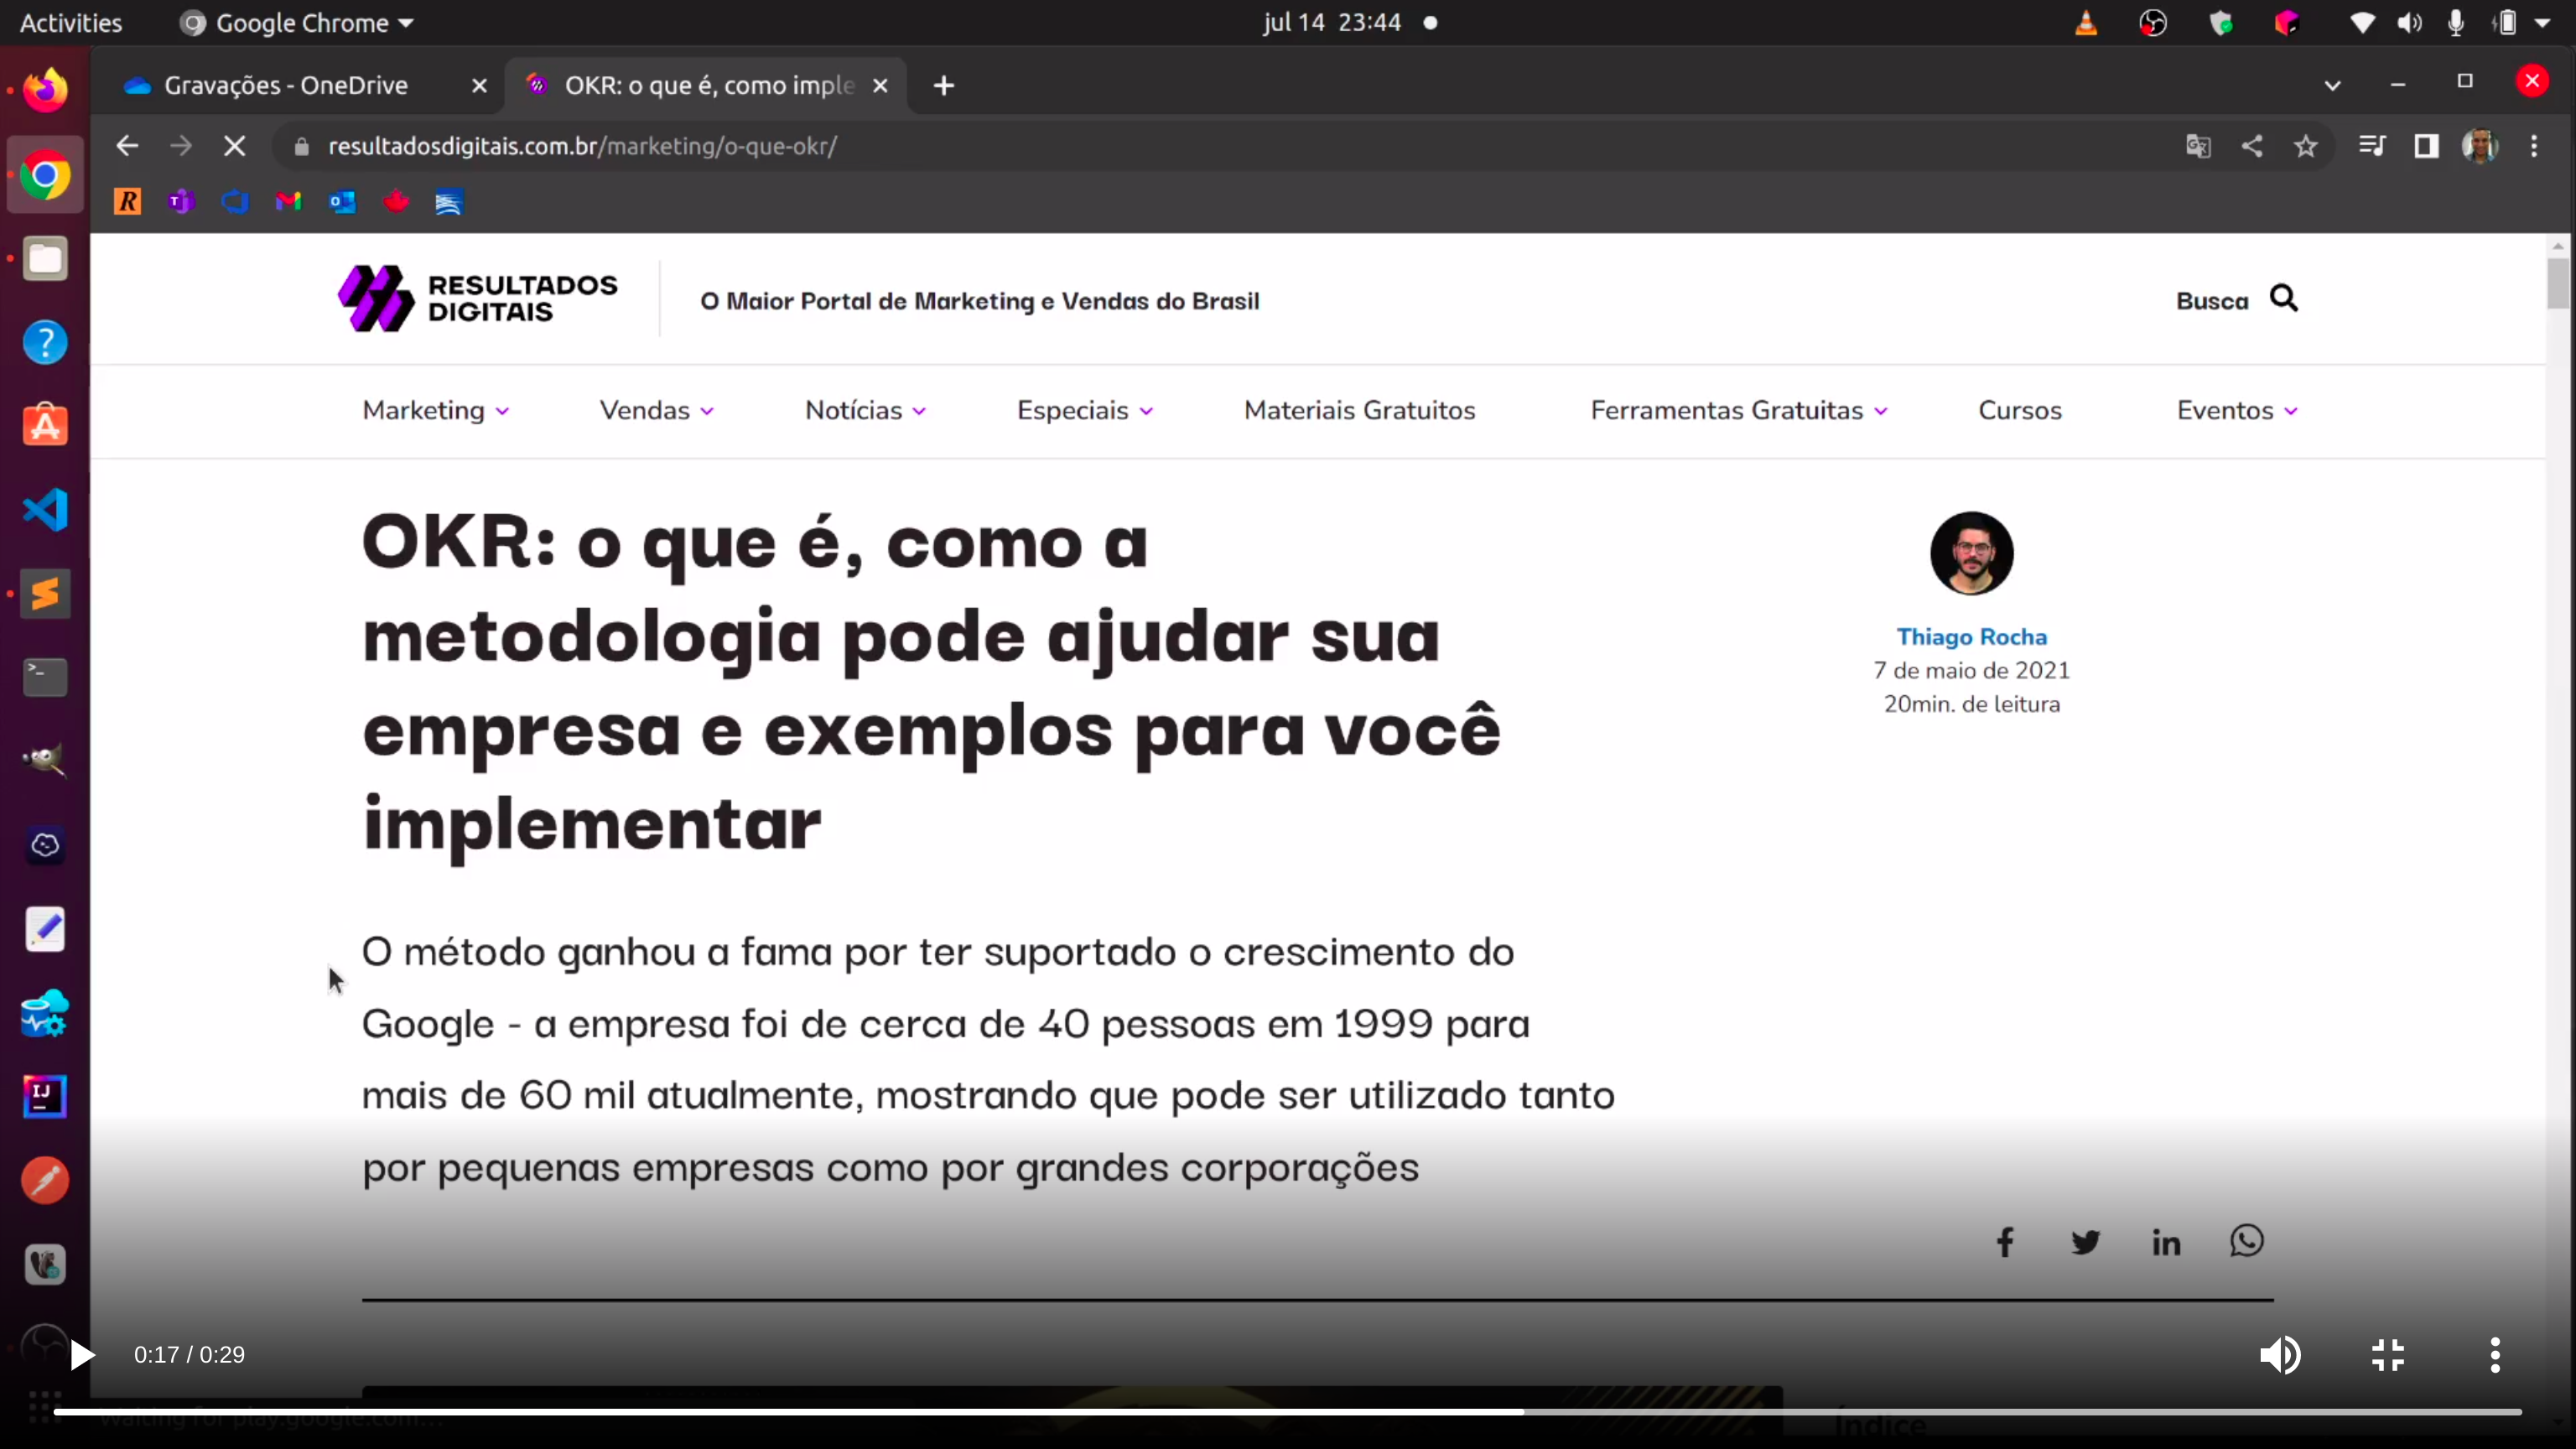 Activities
Google Chrome
jul 14 23:44
Gravações - OneDrive
OKR: o que é, como imple
resultadosdigitais.com.br/marketing/o-que-okr/
RESULTADOS
DIGITAIS
O Maior Portal de Marketing e Vendas do Brasil
Busca
Marketing
Vendas
Notícias
Especiais
Materiais Gratuitos
Ferramentas Gratuitas
Cursos
Eventos
OKR: o que é, como a
metodologia pode ajudar sua
empresa e exemplos para você
implementar
Thiago Rocha
7 de maio de 2021
20min. de leitura
O método ganhou a fama por ter suportado o crescimento do
Google - a empresa foi de cerca de 40 pessoas em 1999 para
mais de 60 mil atualmente, mostrando que pode ser utilizado tanto
por pequenas empresas como por grandes corporações
0:17 / 0:29
Waiting for play.google.com...
Índice